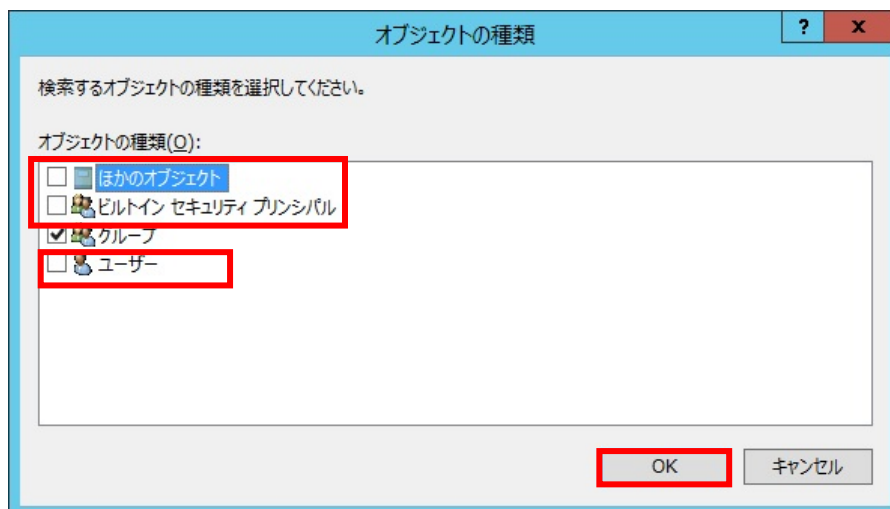 オブジェクトの種類
? x
検索するオブジェクトの種類を選択してください。
オブジェクトの種類(O):
ほかのオブジェクト
ビルトイン セキュリティ プリンシパル
グループ
ユーザー
OK キャンセル